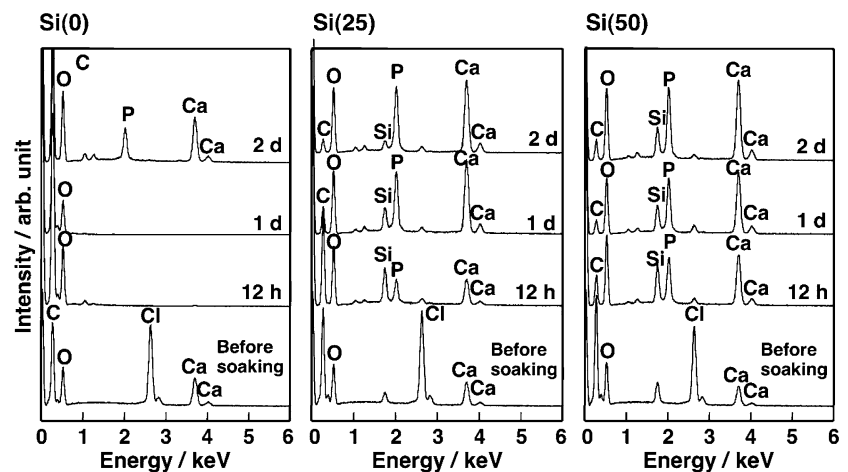 Si(0)
Si(25)
Si(50)
Intensity / arb. unit
C
O
P
Ca
Ca
2 d
O
1 d
O
12 h
C
O
Cl
Ca
Ca
Before
soaking
0 1 2 3 4 5 6
Energy / keV
C
O
Si
P
Ca
Ca
2 d
C
O
Si
P
Ca
Ca
1 d
O
Si
P
Ca
Ca
12 h
O
Cl
Ca
Ca
Before
soaking
0 1 2 3 4 5 6
Energy / keV
C
O
Si
P
Ca
Ca
2 d
C
O
Si
P
Ca
Ca
1 d
C
Si
P
Ca
Ca
12 h
O
Cl
Ca
Ca
Before
soaking
0 1 2 3 4 5 6
Energy / keV